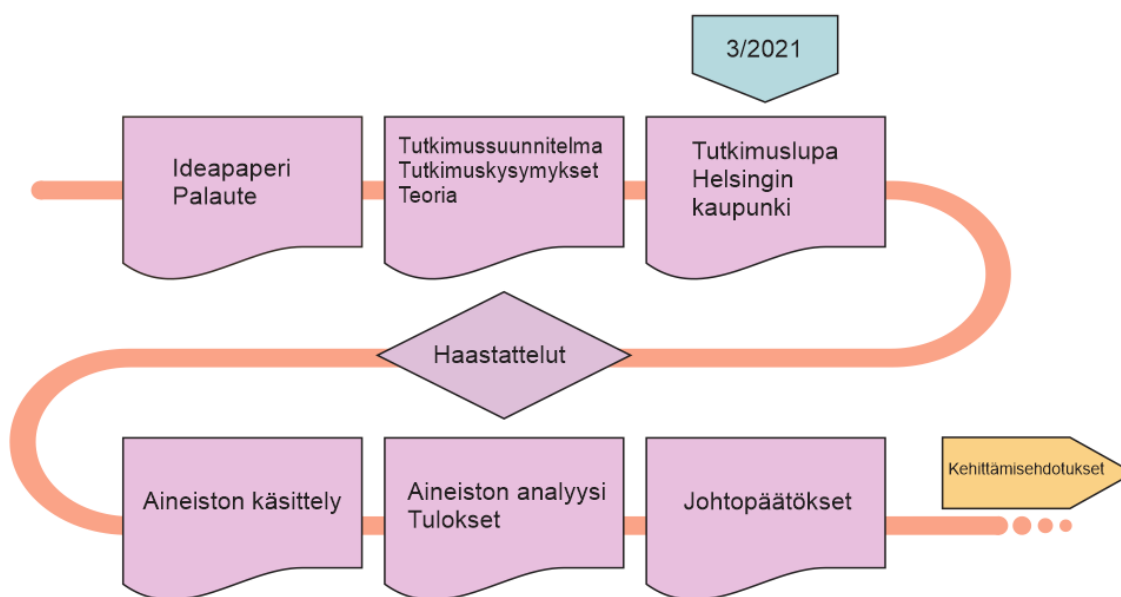 3/2021
Ideapaperi
Palaute
Tutkimussuunnitelma
Tutkimuskysymykset
Teoria
Tutkimuslupa
Helsingin
kaupunki
Haastattelut
Aineiston käsittely
Aineiston analyysi
Tulokset
Johtopäätökset
Kehittämisehdotukset